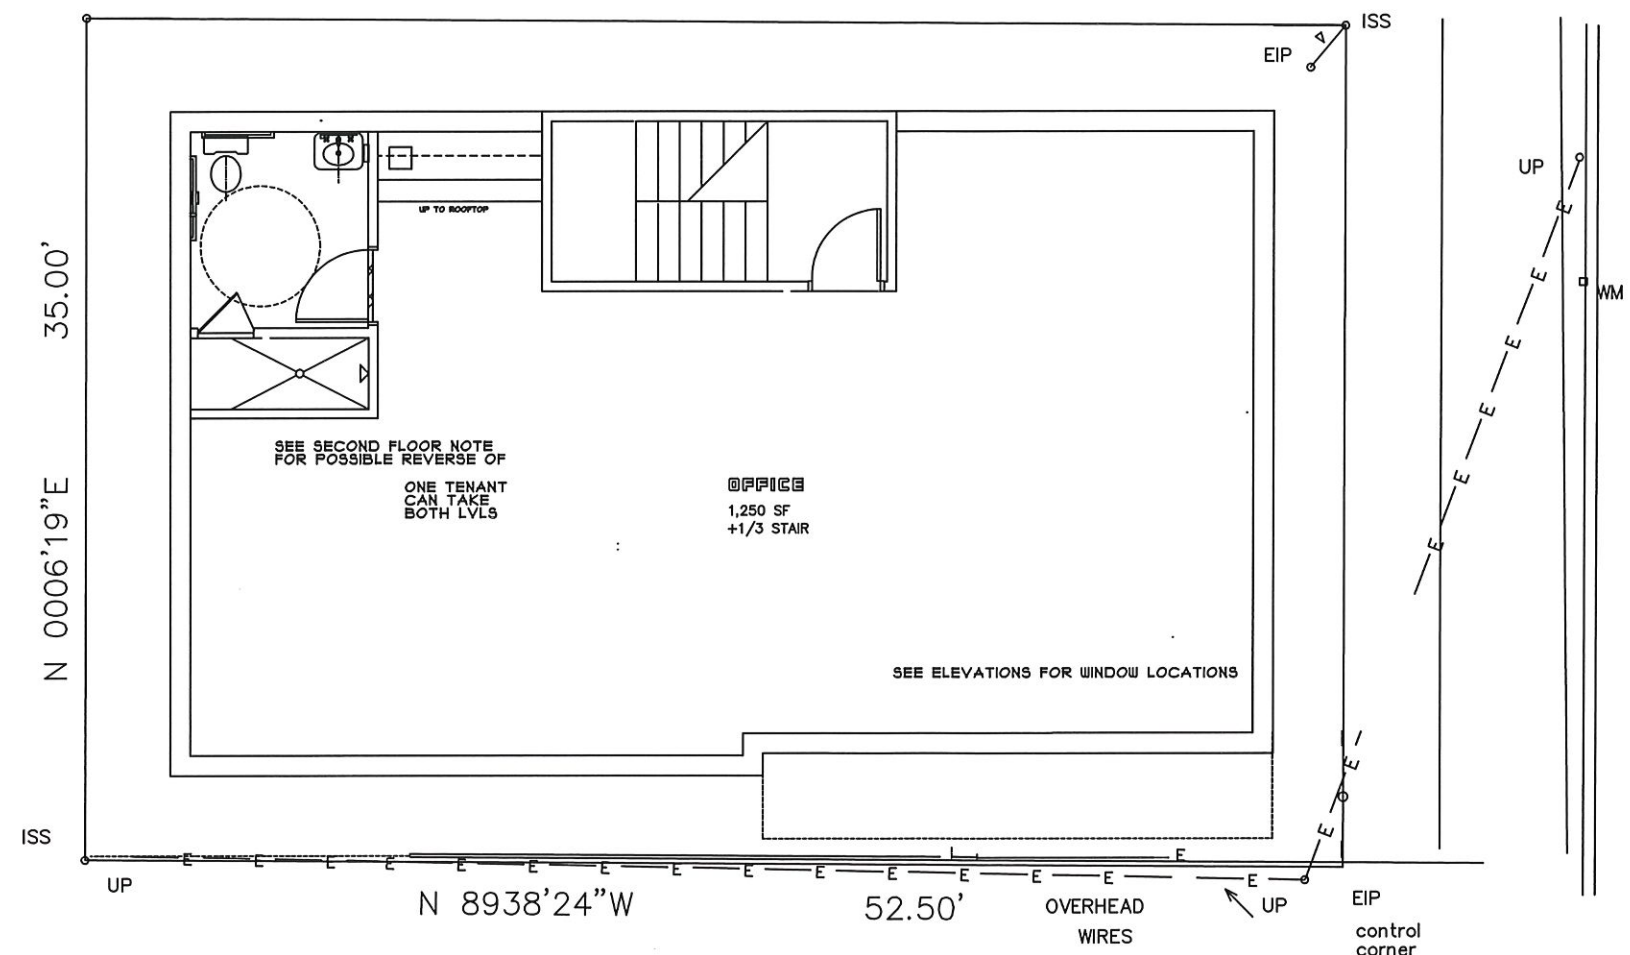 ISS
EIP
UP
E
WM
E
UP TO ROOFTOP
35.00'
E
E
SEE SECOND FLOOR NOTE
FOR POSSIBLE REVERSE OF
ONE TENANT
CAN TAKE
BOTH LVLS
OFFICE
1,250 SF
+1/3 STAIR
E
E
N 0006'19"E
SEE ELEVATIONS FOR WINDOW LOCATIONS
E
E
ISS
E E E E E E E E E E E E E E E E
UP
N 8938'24"W
52.50'
OVERHEAD
WIRES
UP
EIP
control
corner